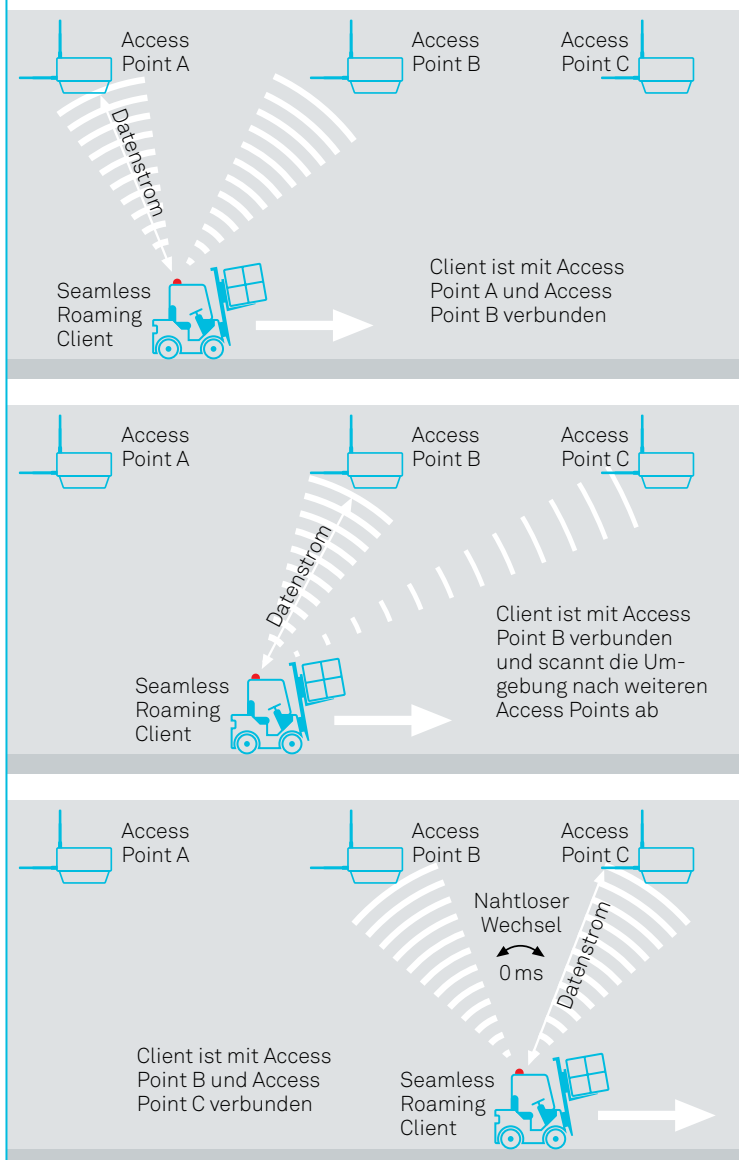 Access
Point A
Access
Point B
Access
Point C
Datenstrom
Seamless
Roaming
Client
Client ist mit Access
Point A und Access
Point B verbunden
Access
Point A
Access
Point B
Access
Point C
Datenstrom
Seamless
Roaming
Client
Client ist mit Access
Point B verbunden
und scannt die Um-
gebung nach weiteren
Access Points ab
Access
Point A
Access
Point B
Access
Point C
Nahtloser
Wechsel
0 ms
Datenstrom
Client ist mit Access
Point B und Access
Point C verbunden
Seamless
Roaming
Client